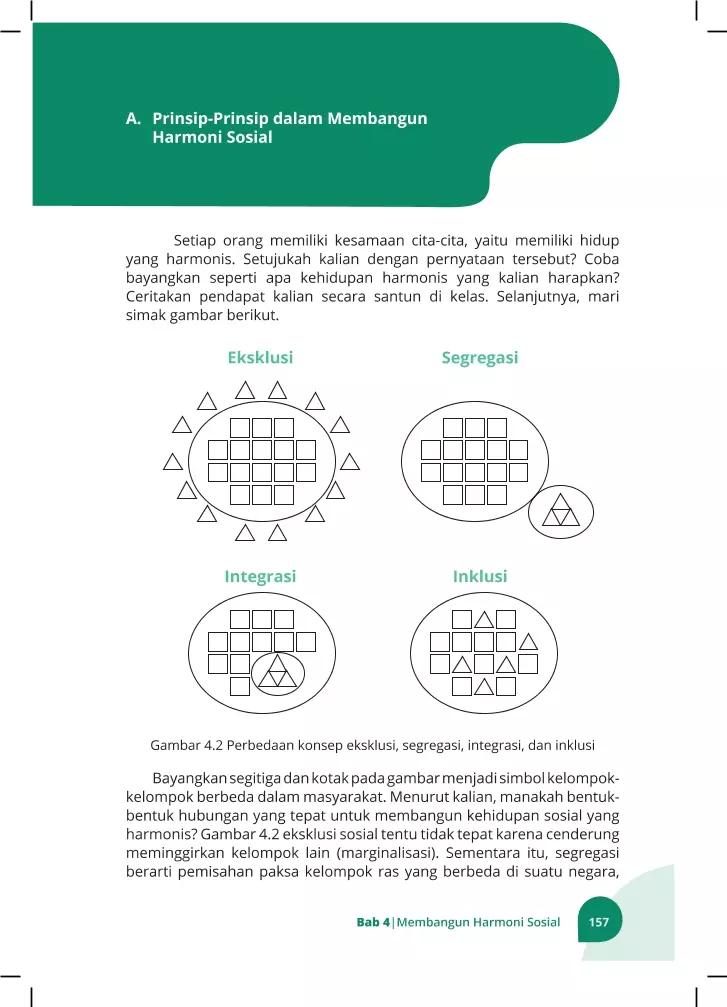 A. Prinsip-Prinsip dalam Membangun
Harmoni Sosial
Setiap orang memiliki kesamaan cita-cita, yaitu memiliki hidup
yang harmonis. Setujukah kalian dengan pernyataan tersebut? Coba
bayangkan seperti apa kehidupan harmonis yang kalian harapkan?
Ceritakan pendapat kalian secara santun di kelas. Selanjutnya, mari
simak gambar berikut.
Eksklusi
Segregasi
Integrasi
Inklusi
Gambar 4.2 Perbedaan konsep eksklusi, segregasi, integrasi, dan inklusi
Bayangkan segitiga dan kotak pada gambar menjadi simbol kelompok-
kelompok berbeda dalam masyarakat. Menurut kalian, manakah bentuk-
bentuk hubungan yang tepat untuk membangun kehidupan sosial yang
harmonis? Gambar 4.2 eksklusi sosial tentu tidak tepat karena cenderung
meminggirkan kelompok lain (marginalisasi). Sementara itu, segregasi
berarti pemisahan paksa kelompok ras yang berbeda di suatu negara,
Bab 4|Membangun Harmoni Sosial 157